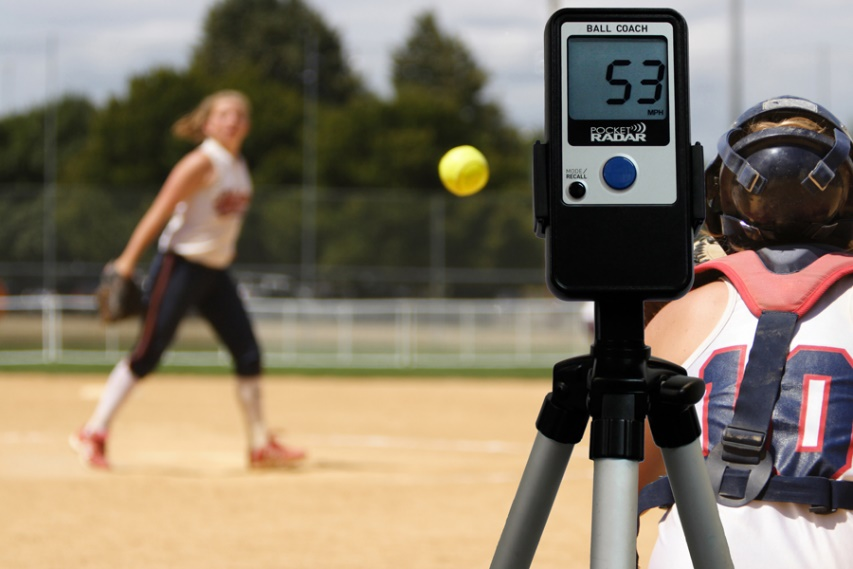 BALL COACH
53
MPH
POCKET
RADAR
MODE/
RECALL
10